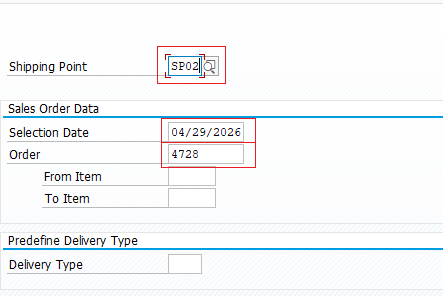 Shipping Point SP02
Sales Order Data
Selection Date 04/29/2026
Order 4728
From Item
To Item
Predefine Delivery Type
Delivery Type